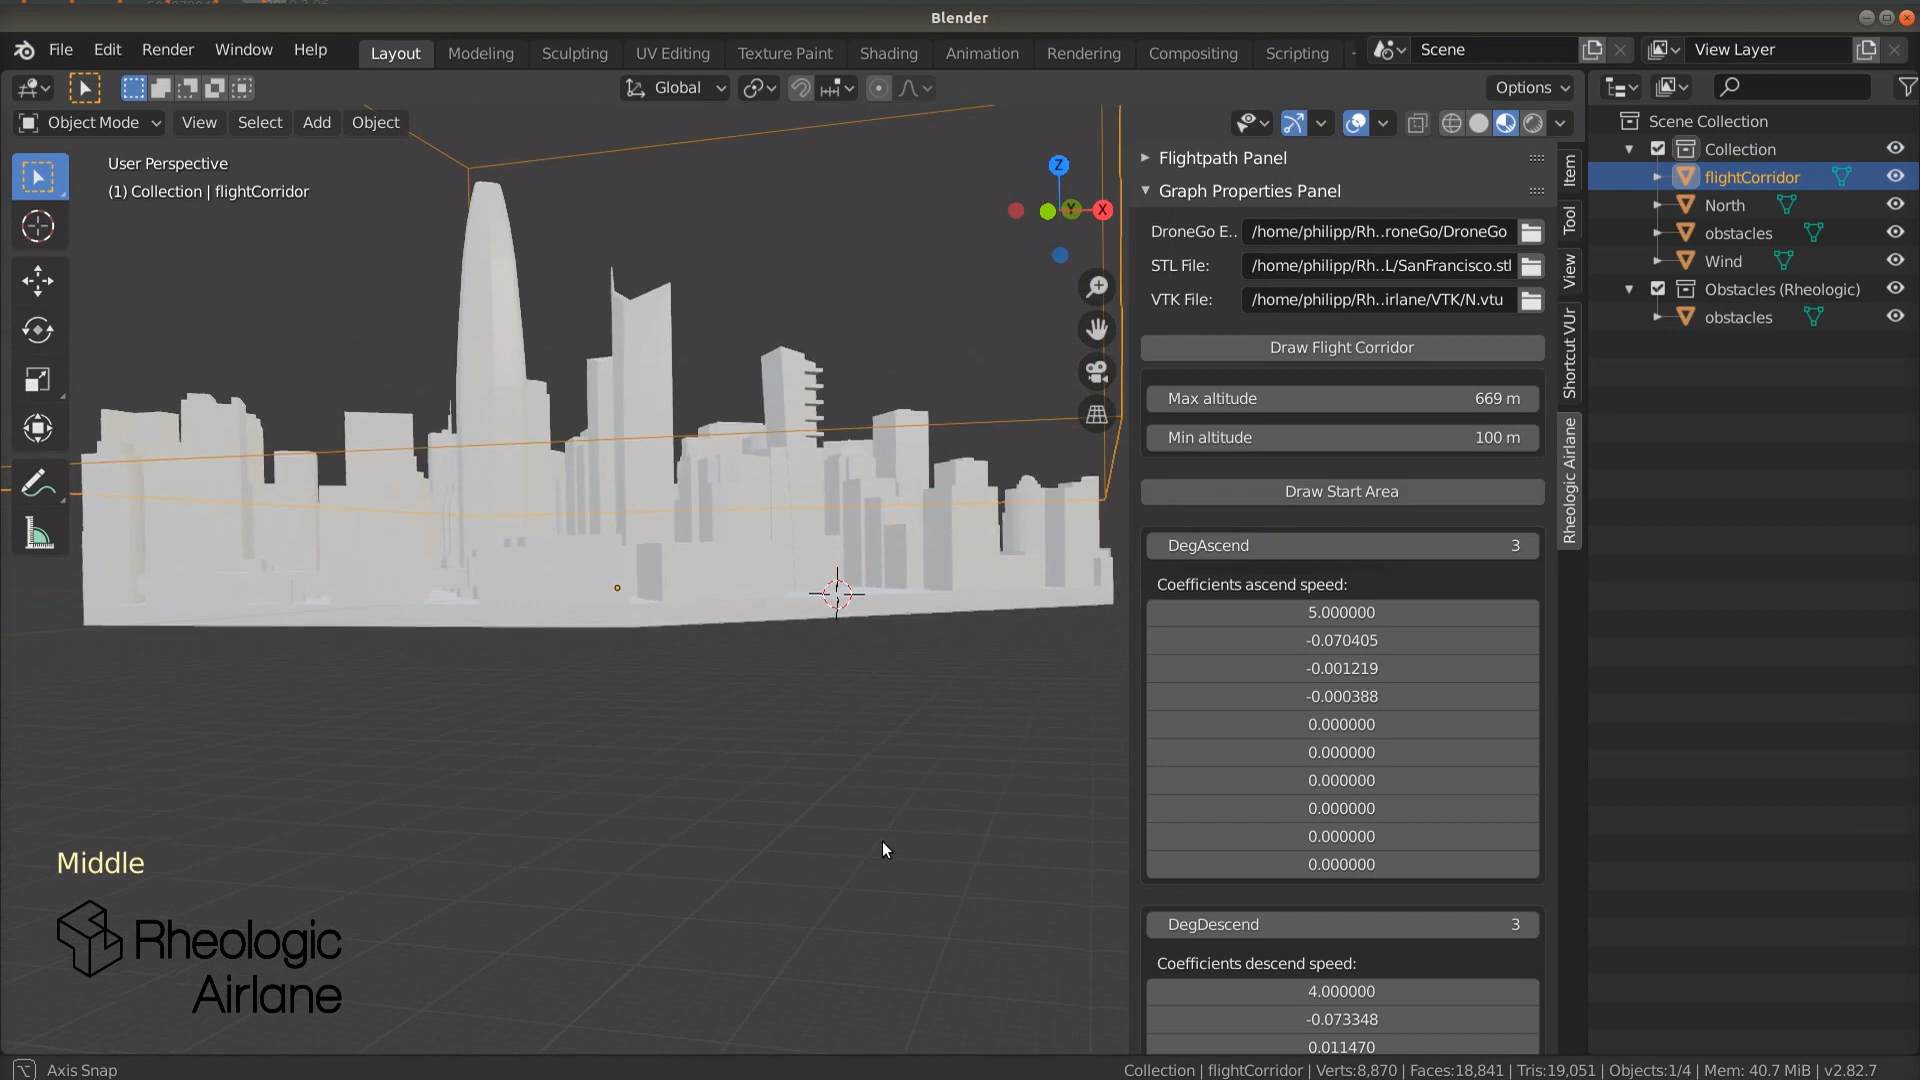 Blender
File Edit Render Window Help
Layout Modeling Sculpting UV Editing Texture Paint Shading Animation Rendering Compositing Scripting
Scene
View Layer
Global
Options
Object Mode View Select Add Object
User Perspective
(1) Collection | flightCorridor
Z
Y
X
Flightpath Panel
Graph Properties Panel
DroneGo E.. /home/philipp/Rh..roneGo/DroneGo
STL File: /home/philipp/Rh..L/SanFrancisco.stl
VTK File: /home/philipp/Rh..irlane/VTK/N.vtu
Draw Flight Corridor
Max altitude 669 m
Min altitude 100 m
Draw Start Area
DegAscend 3
Coefficients ascend speed:
5.000000
-0.070405
-0.001219
-0.000388
0.000000
0.000000
0.000000
0.000000
0.000000
0.000000
DegDescend 3
Coefficients descend speed:
4.000000
-0.073348
0.011470
Item
Tool
View
Shortcut VUr
Rheologic Airlane
Scene Collection
Collection
flightCorridor
North
obstacles
Wind
Obstacles (Rheologic)
obstacles
Middle
Rheologic
Airlane
Axis Snap
Collection | flightCorridor | Verts:8,870 | Faces:18,841 | Tris:19,051 | Objects:1/4 | Mem: 40.7 MiB | v2.82.7